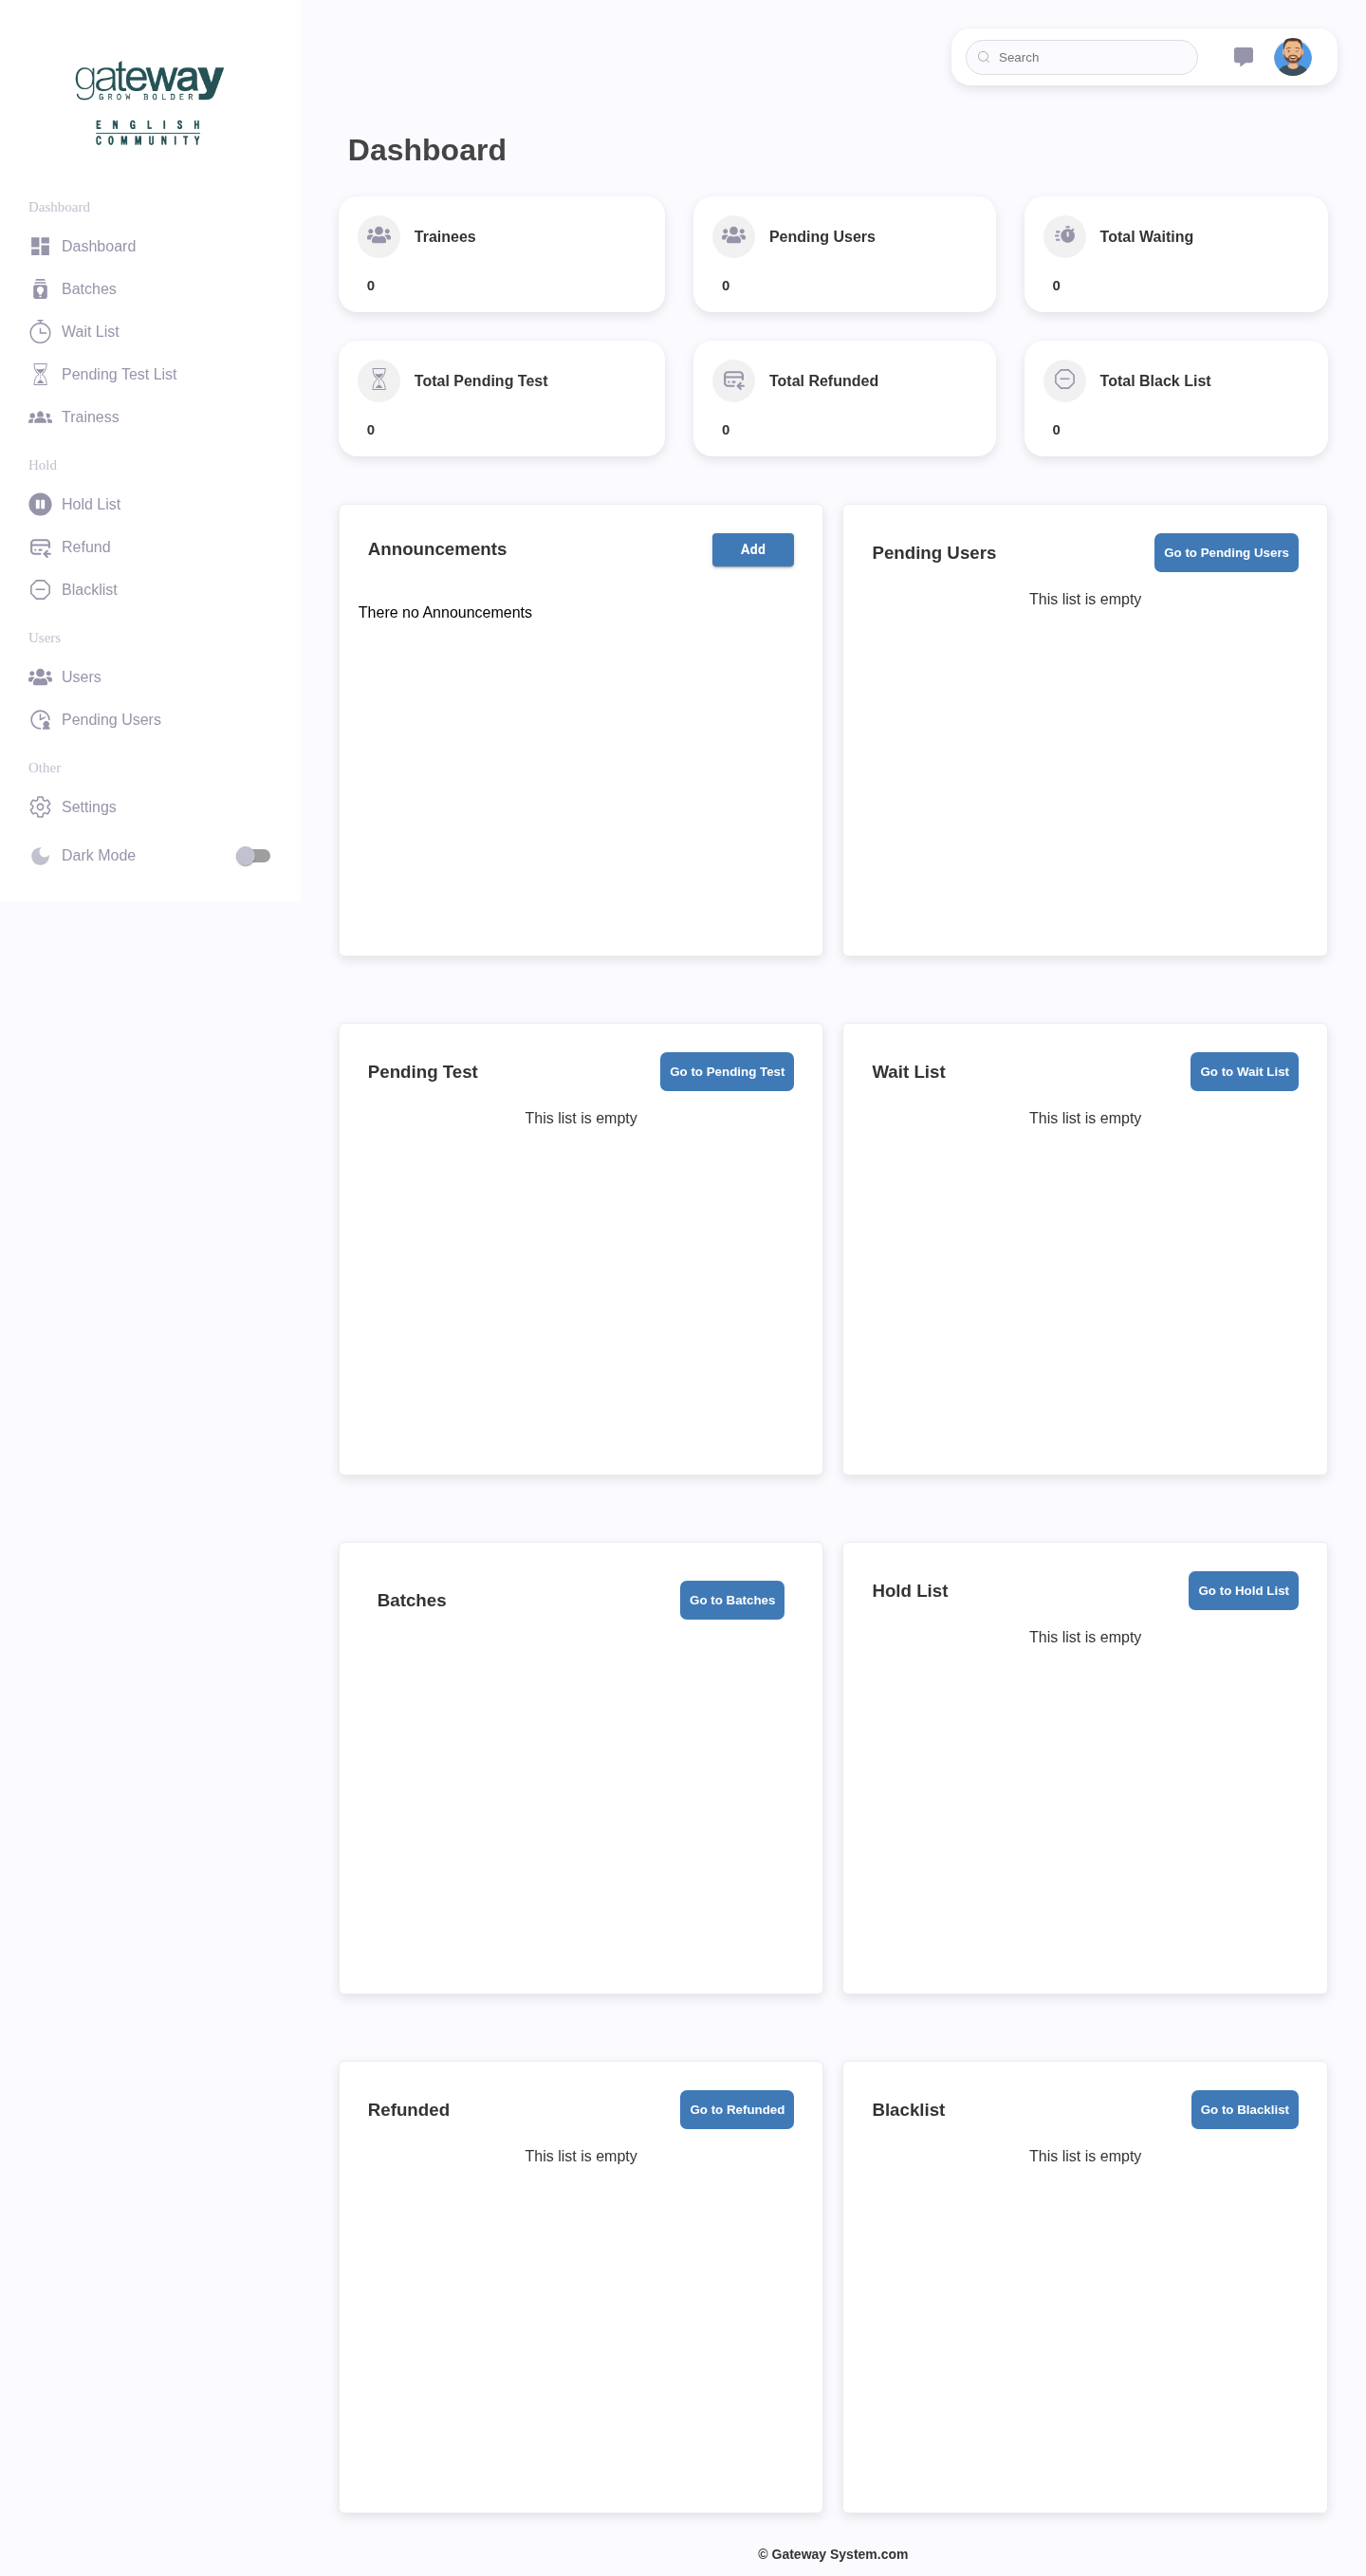 gateway
GROW BOLDER
ENGLISH
COMMUNITY
Dashboard
Dashboard
Batches
Wait List
Pending Test List
Trainess
Hold
Hold List
Refund
Blacklist
Users
Users
Pending Users
Other
Settings
Dark Mode
Search
Dashboard
Trainees
0
Pending Users
0
Total Waiting
0
Total Pending Test
0
Total Refunded
0
Total Black List
0
Announcements
Add
There no Announcements
Pending Users
Go to Pending Users
This list is empty
Pending Test
Go to Pending Test
This list is empty
Wait List
Go to Wait List
This list is empty
Batches
Go to Batches
Hold List
Go to Hold List
This list is empty
Refunded
Go to Refunded
This list is empty
Blacklist
Go to Blacklist
This list is empty
© Gateway System.com